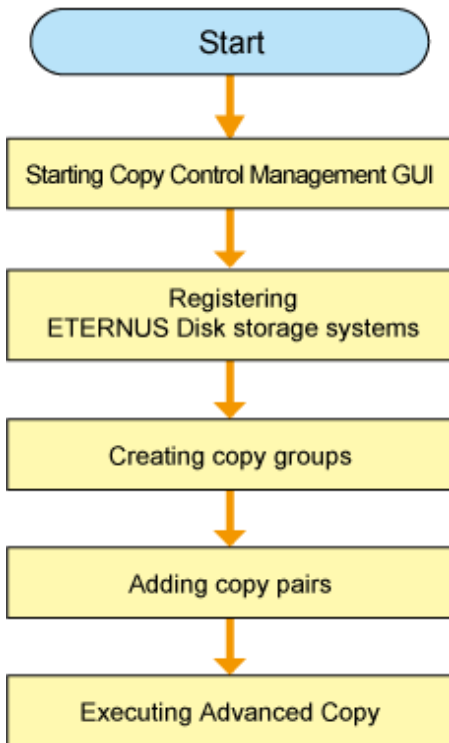 Start
Starting Copy Control Management GUI
Registering
ETERNUS Disk storage systems
Creating copy groups
Adding copy pairs
Executing Advanced Copy